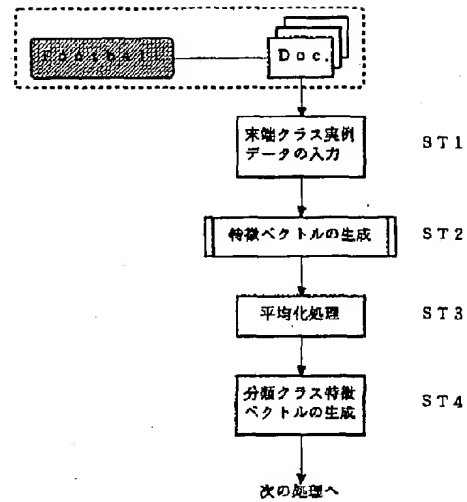 Football
Doc.
末端クラス実例
データの入力
ST1
特徴ベクトルの生成
ST2
平均化処理
ST3
分類クラス特徴
ベクトルの生成
ST4
次の処理へ